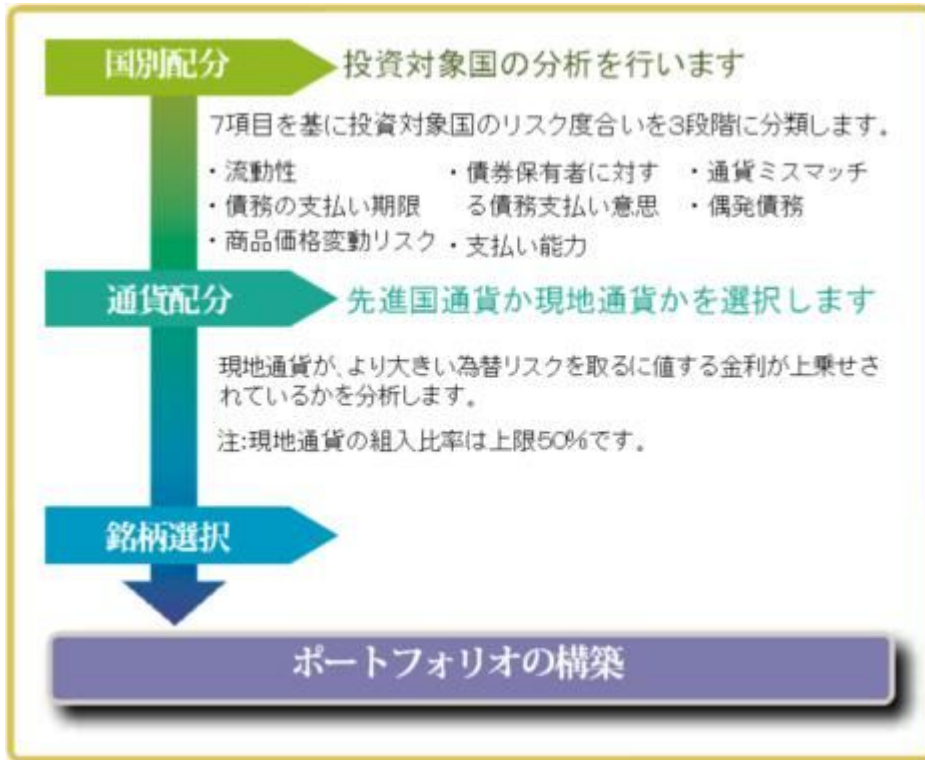 国別配分
投資対象国の分析を行います
7項目を基に投資対象国のリスク度合いを3段階に分類します。
・流動性
・債務の支払い期限
・商品価格変動リスク
・債券保有者に対す
る債務支払い意思
・支払い能力
・通貨ミスマッチ
・偶発債務
通貨配分
先進国通貨か現地通貨かを選択します
現地通貨が、より大きい為替リスクを取るに値する金利が上乗せさ
れているかを分析します。
注:現地通貨の組入比率は上限50%です。
銘柄選択
ポートフォリオの構築